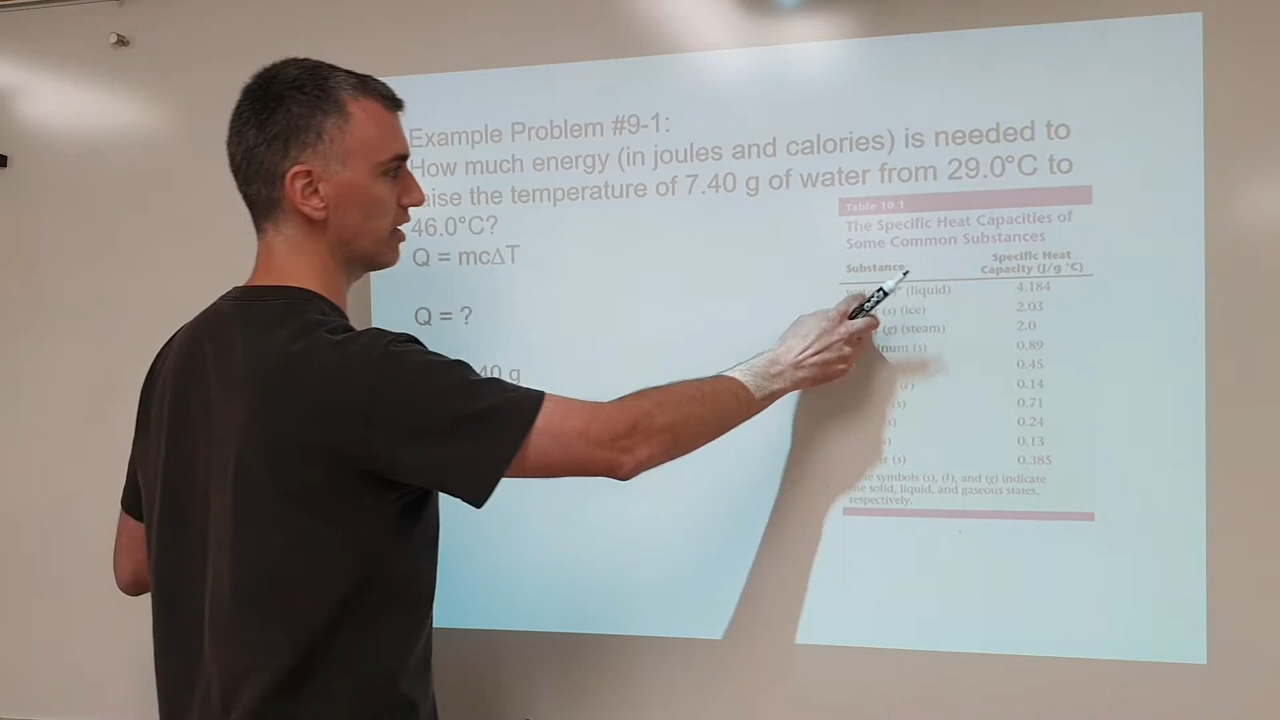 Example Problem #9-1:
How much energy (in joules and calories) is needed to
aise the temperature of 7.40 g of water from 29.0°C to
46.0°C?
Q = mcΔT
Q = ?
40 g
Table 10.1
The Specific Heat Capacities of
Some Common Substances
Substance Specific Heat
Capacity (J/g °C)
(liquid) 4.184
(s) (ice) 2.03
(g) (steam) 2.0
num (s) 0.89
0.45
(l) 0.14
(s) 0.71
0.24
0.13
r (s) 0.385
symbols (s), (l), and (g) indicate
solid, liquid, and gaseous states,
respectively.